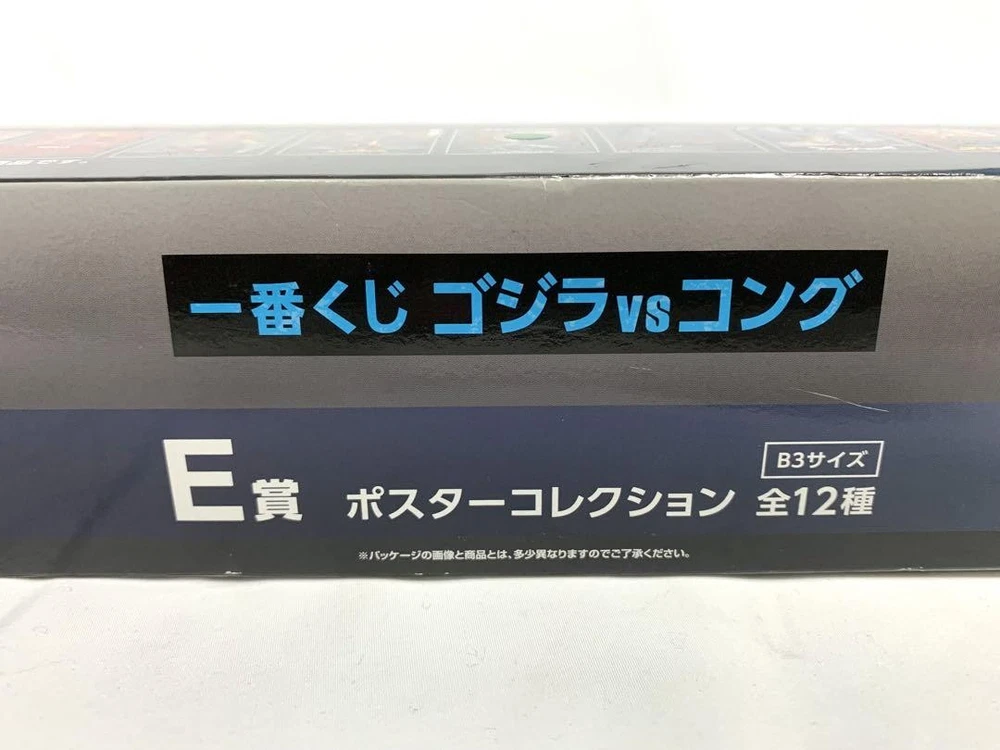 です。
一番くじ ゴジラvsコング
E賞 ポスターコレクション B3サイズ 全12種
※パッケージの画像と商品とは、多少異なりますのでご了承ください。